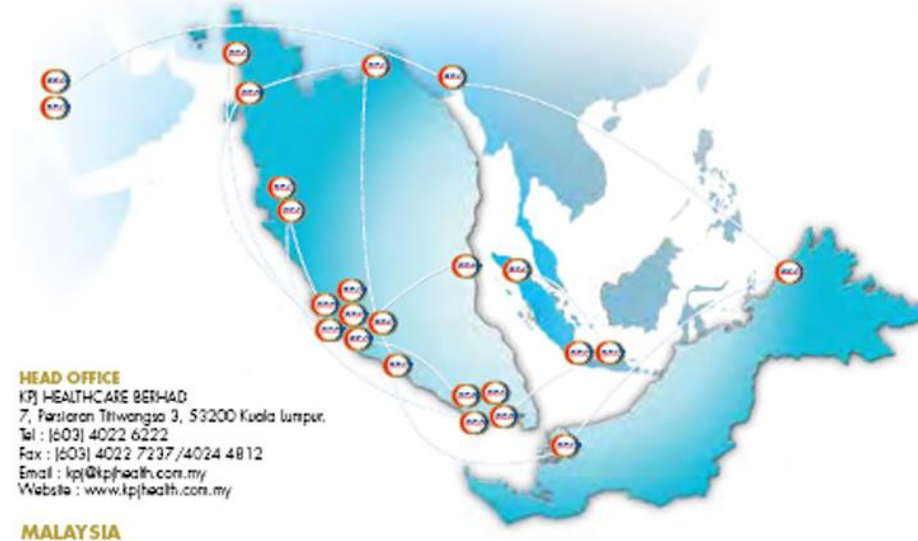 HEAD OFFICE
KPJ HEALTHCARE BERHAD
7, Persiaran Titiwangsa 3, 53200 Kuala Lumpur.
Tel : (603) 4022 6222
Fax : (603) 4022 7237/4024 4812
Email : kpj@kpjhealth.com.my
Website : www.kpjhealth.com.my
MALAYSIA